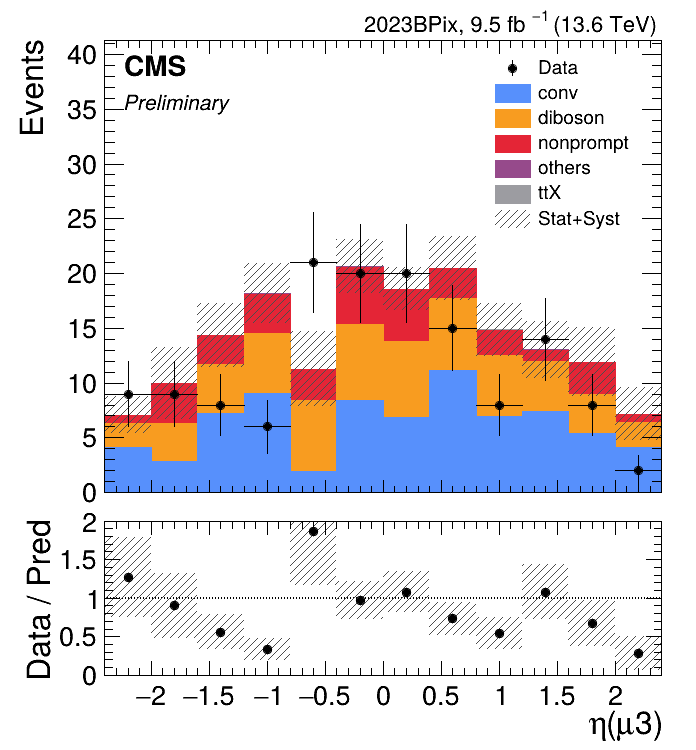 2023BPix, 9.5 fb⁻¹ (13.6 TeV)
CMS
Preliminary
Events
40
35
30
25
20
15
10
5
0
Data
conv
diboson
nonprompt
others
ttX
Stat+Syst
Data / Pred
2
1.5
1
0.5
0
−2 −1.5 −1 −0.5 0 0.5 1 1.5 2
η(μ3)